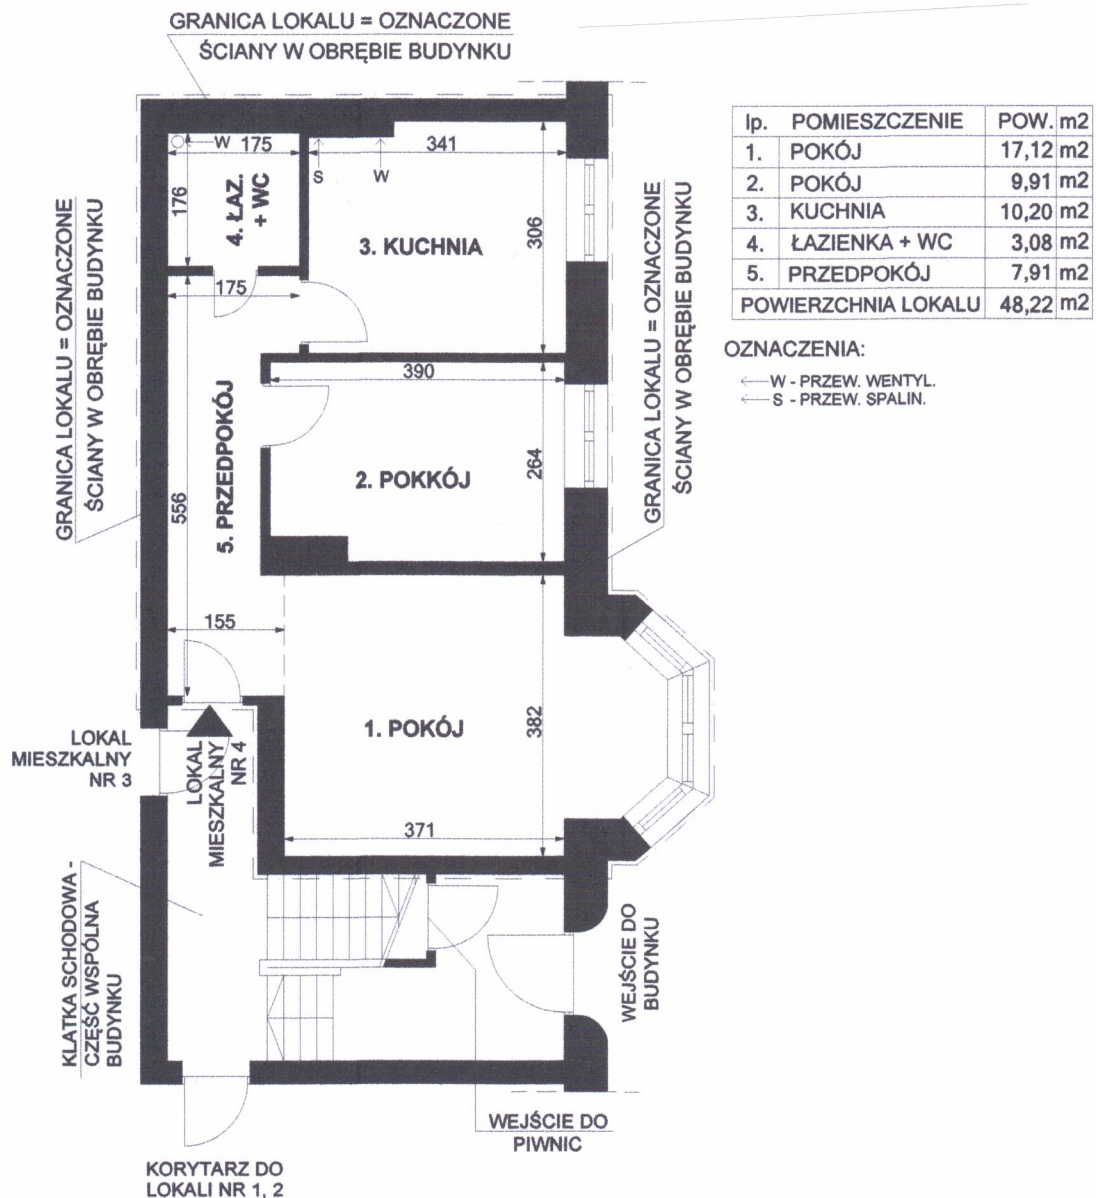 GRANICA LOKALU = OZNACZONE
ŚCIANY W OBRĘBIE BUDYNKU
lp. POMIESZCZENIE POW. m2
1. POKÓJ 17,12 m2
2. POKÓJ 9,91 m2
3. KUCHNIA 10,20 m2
4. ŁAZIENKA + WC 3,08 m2
5. PRZEDPOKÓJ 7,91 m2
POWIERZCHNIA LOKALU 48,22 m2
OZNACZENIA:
W - PRZEW. WENTYL.
S - PRZEW. SPALIN.
GRANICA LOKALU = OZNACZONE
ŚCIANY W OBRĘBIE BUDYNKU
GRANICA LOKALU = OZNACZONE
ŚCIANY W OBRĘBIE BUDYNKU
W
175
176
4. ŁAZ.
+ WC
S
W
341
306
3. KUCHNIA
175
390
264
2. POKKÓJ
5. PRZEDPOKÓJ
556
155
382
1. POKÓJ
371
LOKAL
MIESZKALNY
NR 3
LOKAL
MIESZKALNY
NR 4
KLATKA SCHODOWA -
CZĘŚĆ WSPÓLNA
BUDYNKU
WEJŚCIE DO
BUDYNKU
WEJŚCIE DO
PIWNIC
KORYTARZ DO
LOKALI NR 1, 2